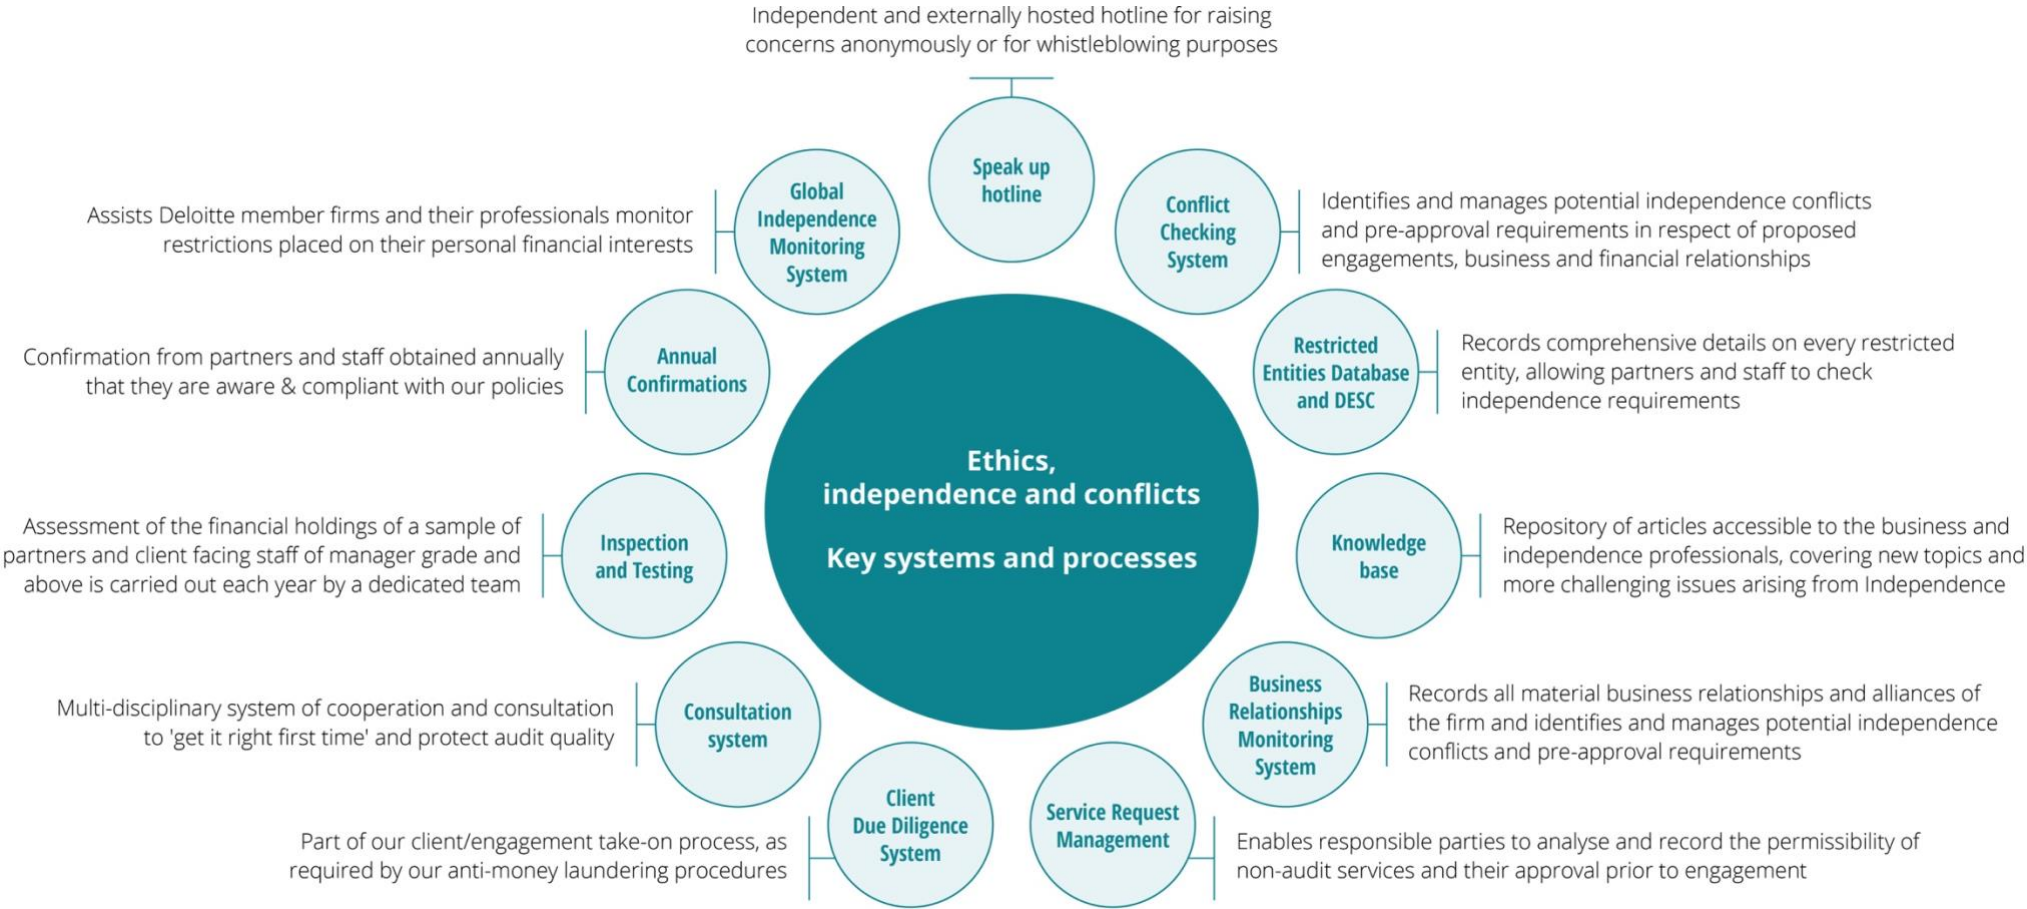 Independent and externally hosted hotline for raising
concerns anonymously or for whistleblowing purposes
Speak up
hotline
Conflict
Checking
System
Identifies and manages potential independence conflicts
and pre-approval requirements in respect of proposed
engagements, business and financial relationships
Restricted
Entities Database
and DESC
Records comprehensive details on every restricted
entity, allowing partners and staff to check
independence requirements
Knowledge
base
Repository of articles accessible to the business and
independence professionals, covering new topics and
more challenging issues arising from Independence
Business
Relationships
Monitoring
System
Records all material business relationships and alliances of
the firm and identifies and manages potential independence
conflicts and pre-approval requirements
Service Request
Management
Enables responsible parties to analyse and record the permissibility of
non-audit services and their approval prior to engagement
Client
Due Diligence
System
Part of our client/engagement take-on process, as
required by our anti-money laundering procedures
Consultation
system
Multi-disciplinary system of cooperation and consultation
to 'get it right first time' and protect audit quality
Inspection
and Testing
Assessment of the financial holdings of a sample of
partners and client facing staff of manager grade and
above is carried out each year by a dedicated team
Annual
Confirmations
Confirmation from partners and staff obtained annually
that they are aware & compliant with our policies
Global
Independence
Monitoring
System
Assists Deloitte member firms and their professionals monitor
restrictions placed on their personal financial interests
Ethics,
independence and conflicts
Key systems and processes